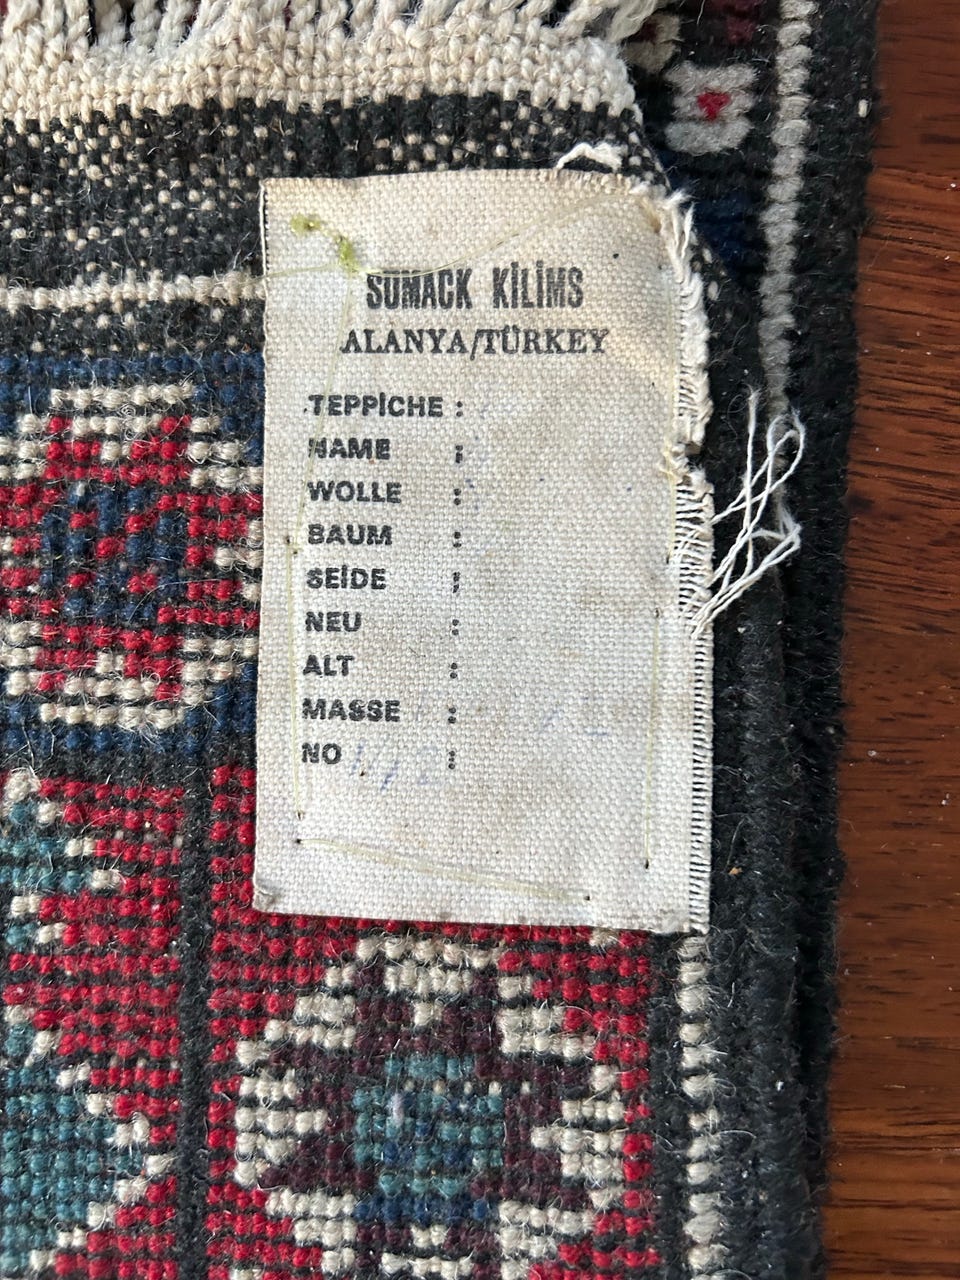 SUMACK KİLİMS
ALANYA/TÜRKEY
TEPPİCHE :
NAME :
WOLLE :
BAUM :
SEİDE :
NEU :
ALT :
MASSE :
NO :